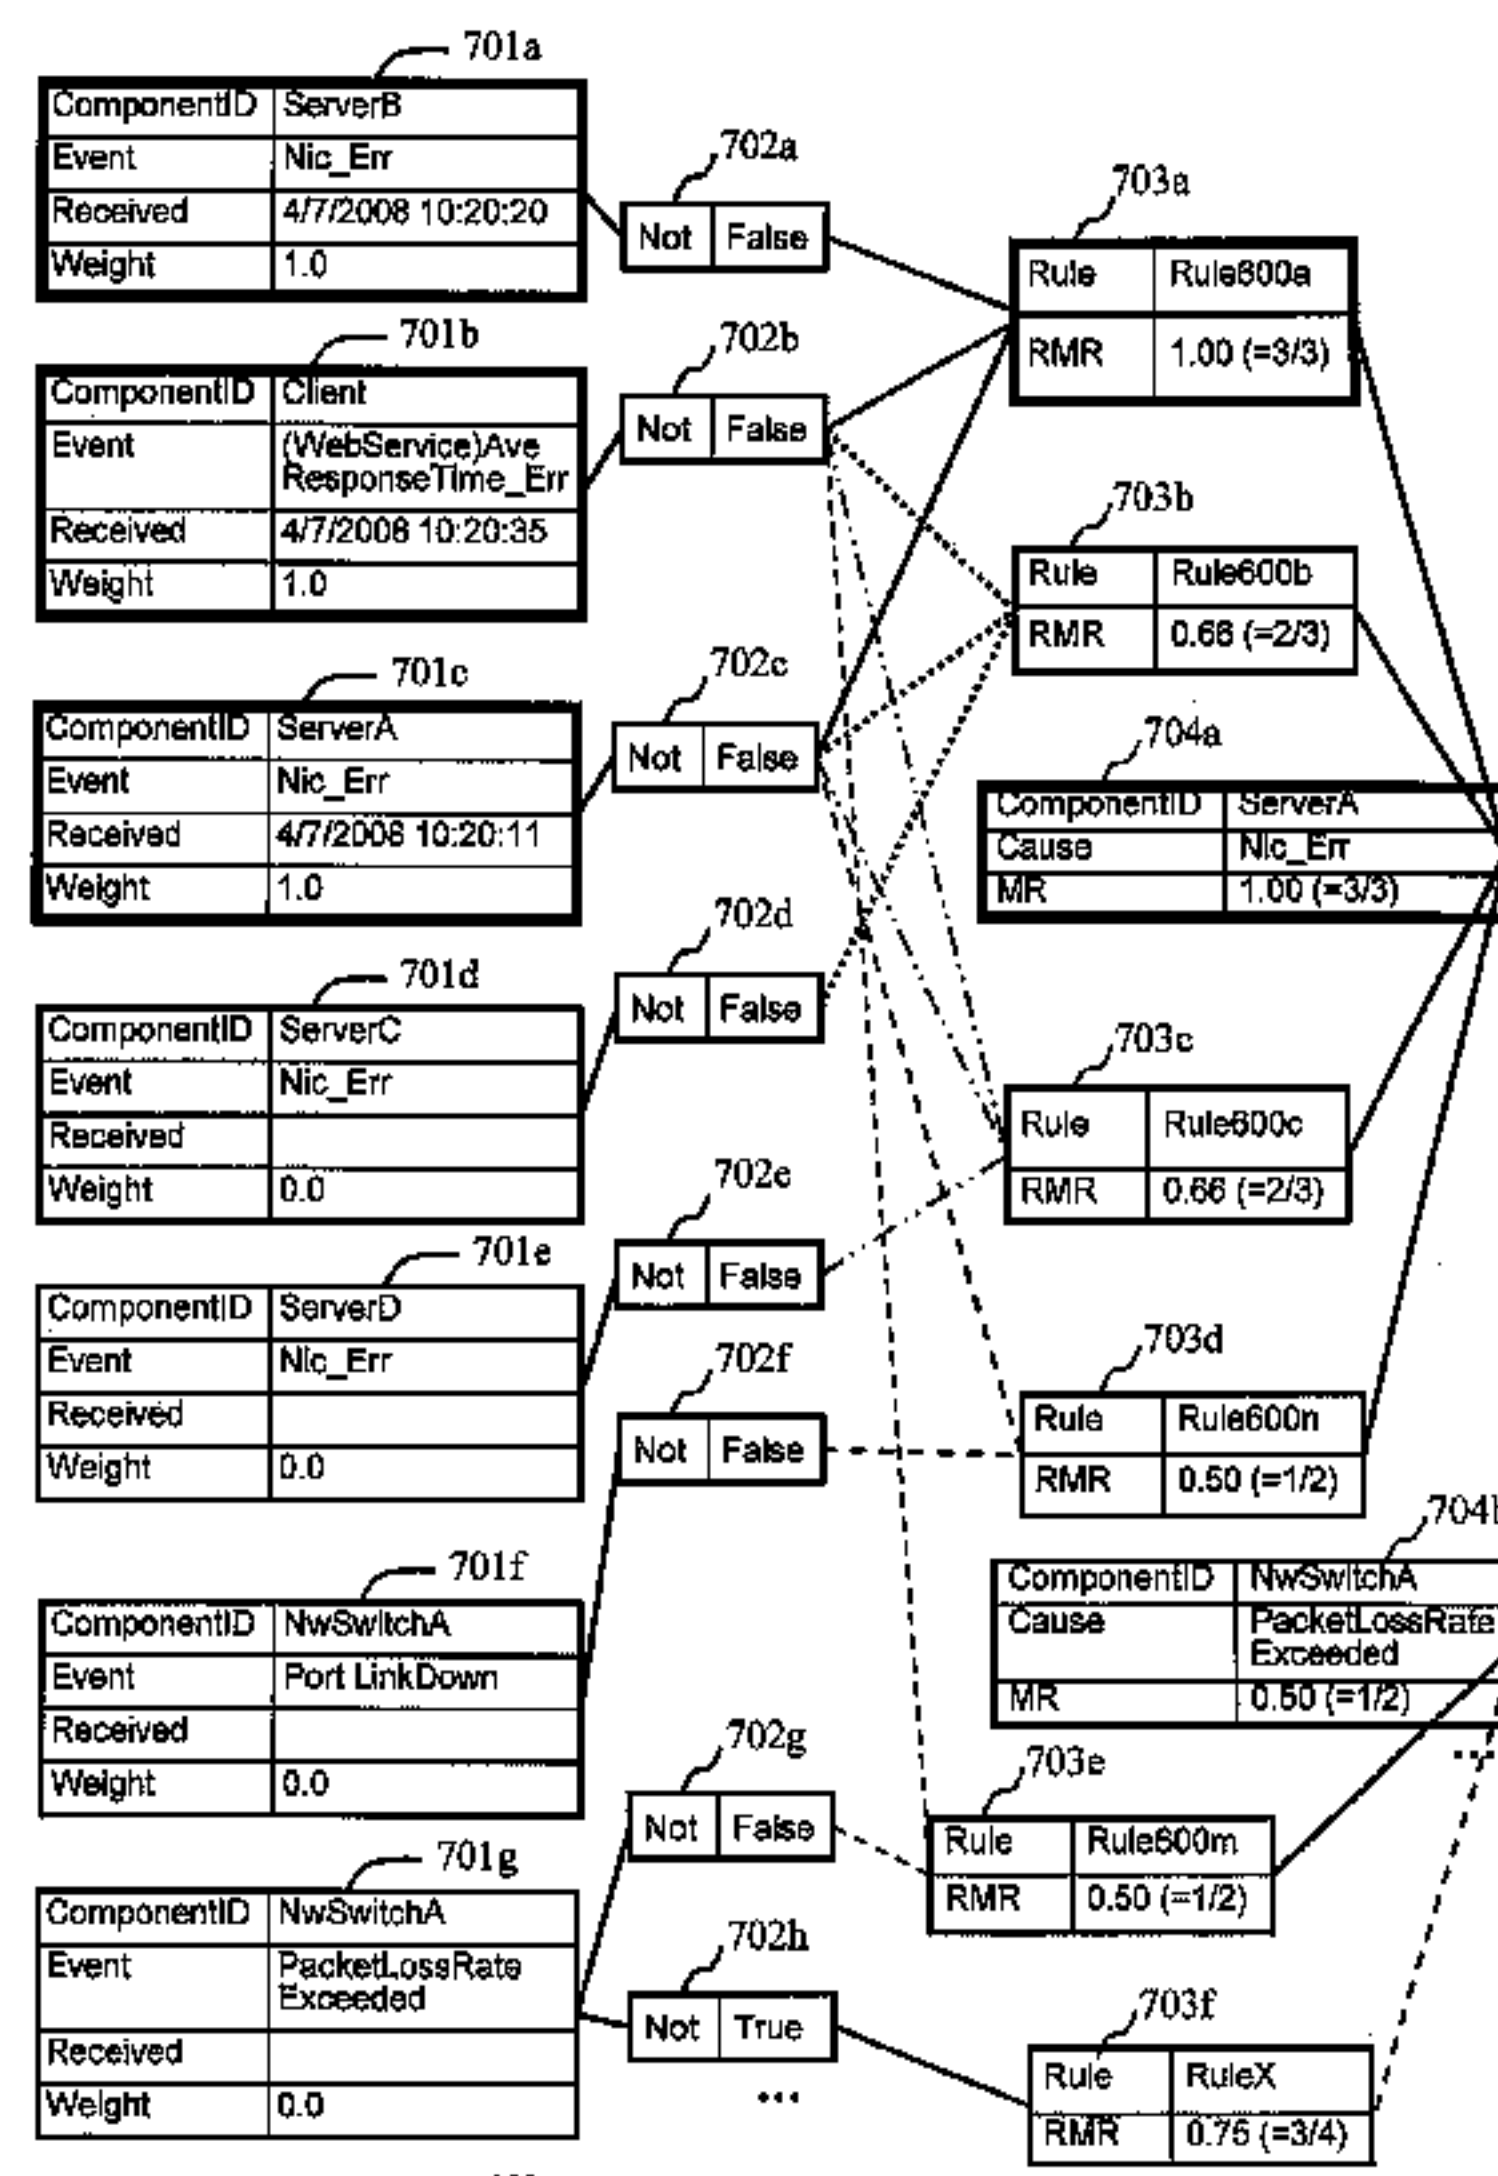 701a
ComponentID ServerB
Event Nic_Err
Received 4/7/2008 10:20:20
Weight 1.0
702a
Not False
703a
Rule Rule600a
RMR 1.00 (=3/3)
701b
ComponentID Client
Event (WebService)Ave
ResponseTime_Err
Received 4/7/2008 10:20:35
Weight 1.0
702b
Not False
703b
Rule Rule600b
RMR 0.66 (=2/3)
701c
ComponentID ServerA
Event Nic_Err
Received 4/7/2008 10:20:11
Weight 1.0
702c
Not False
704a
ComponentID ServerA
Cause Nic_Err
MR 1.00 (=3/3)
701d
ComponentID ServerC
Event Nic_Err
Received
Weight 0.0
702d
Not False
703c
Rule Rule600c
RMR 0.66 (=2/3)
701e
ComponentID ServerD
Event Nic_Err
Received
Weight 0.0
702e
Not False
702f
Not False
703d
Rule Rule600n
RMR 0.50 (=1/2)
701f
ComponentID NwSwitchA
Event Port LinkDown
Received
Weight 0.0
ComponentID NwSwitchA
Cause PacketLossRate
Exceeded
MR 0.50 (=1/2)
...
702g
Not False
703e
Rule Rule600m
RMR 0.50 (=1/2)
701g
ComponentID NwSwitchA
Event PacketLossRate
Exceeded
Received
Weight 0.0
702h
Not True
...
703f
Rule RuleX
RMR 0.75 (=3/4)